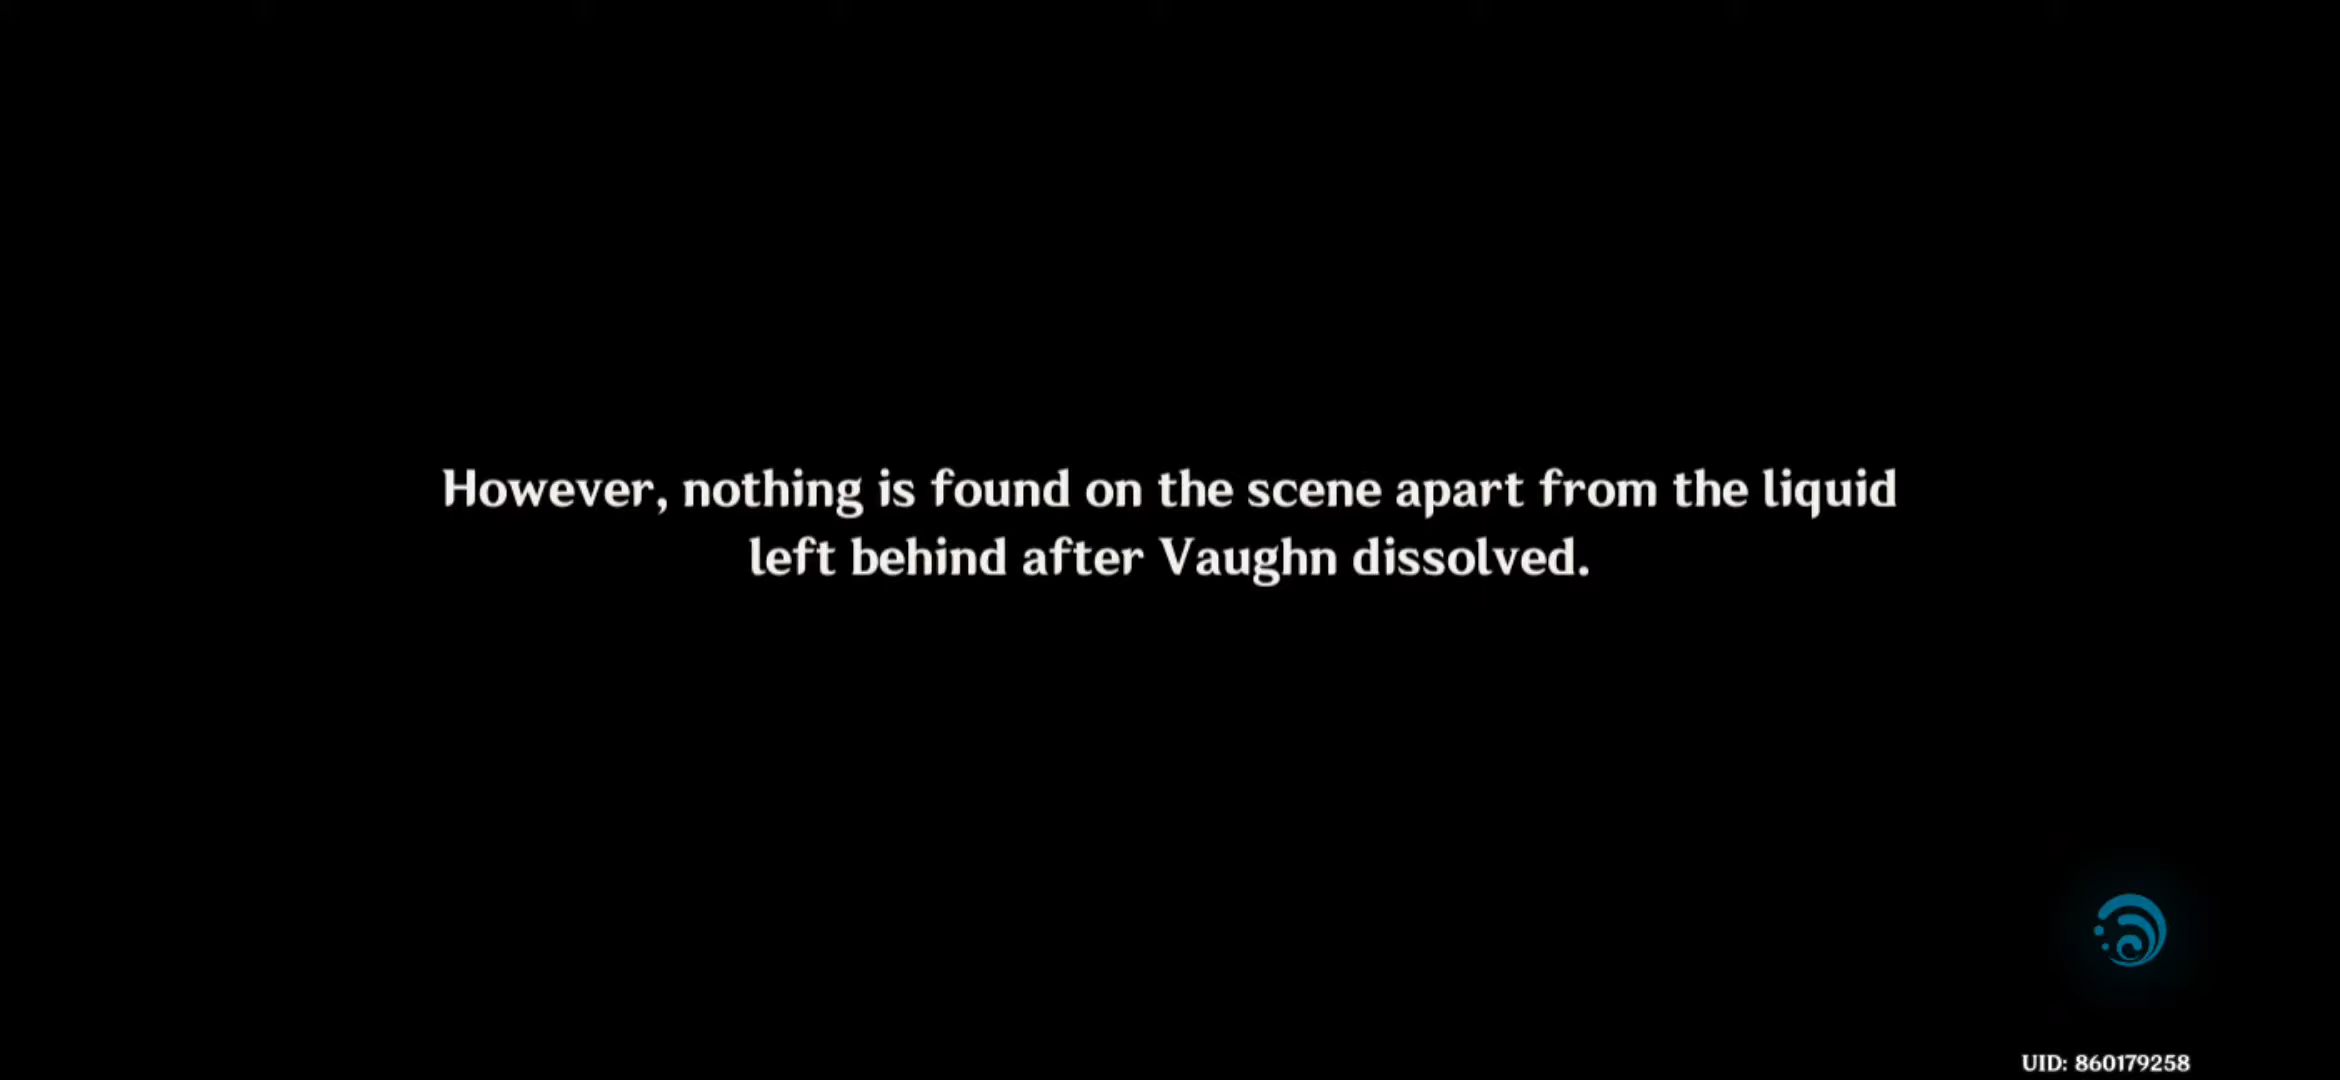 However, nothing is found on the scene apart from the liquid
left behind after Vaughn dissolved.
UID: 860179258